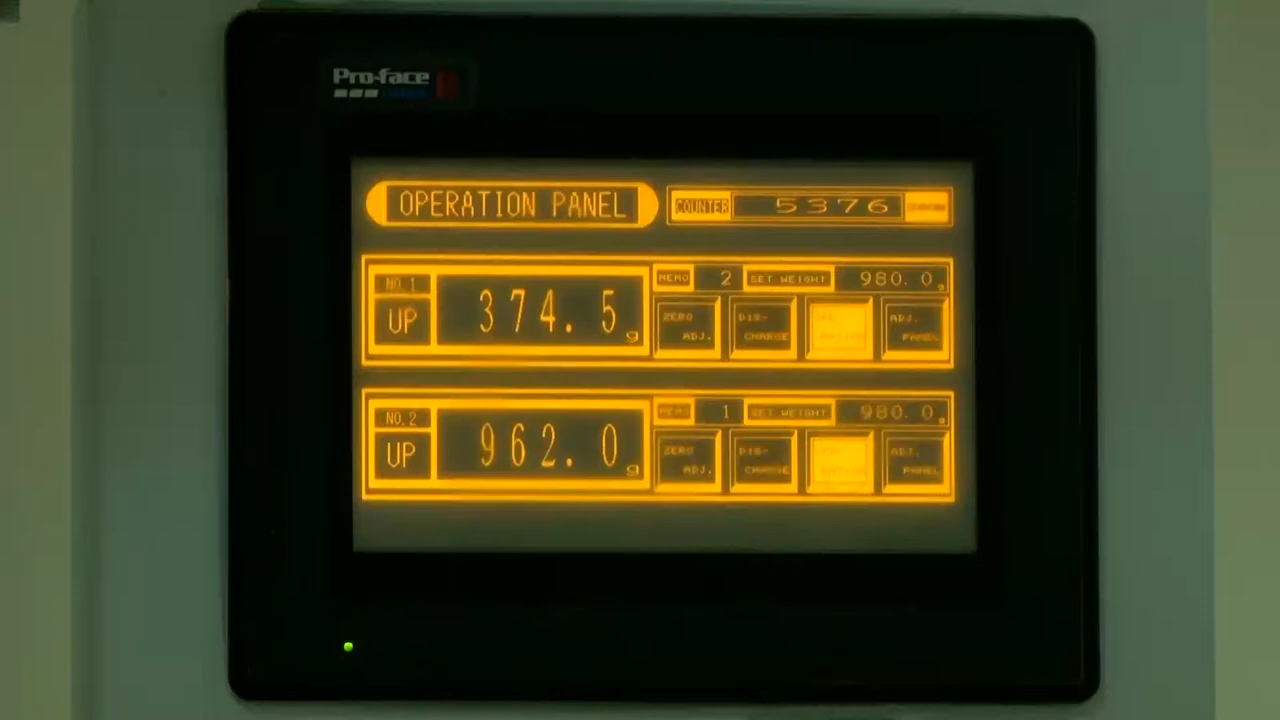 Pro-face
OPERATION PANEL
COUNTER 5376
NO.1
UP
374.5 g
MEMO 2 SET WEIGHT 980.0 g
ZERO ADJ.
DIS-CHARGE
ADJ. PANEL
NO.2
UP
962.0 g
MEMO 1 SET WEIGHT 980.0 g
ZERO ADJ.
DIS-CHARGE
ADJ. PANEL